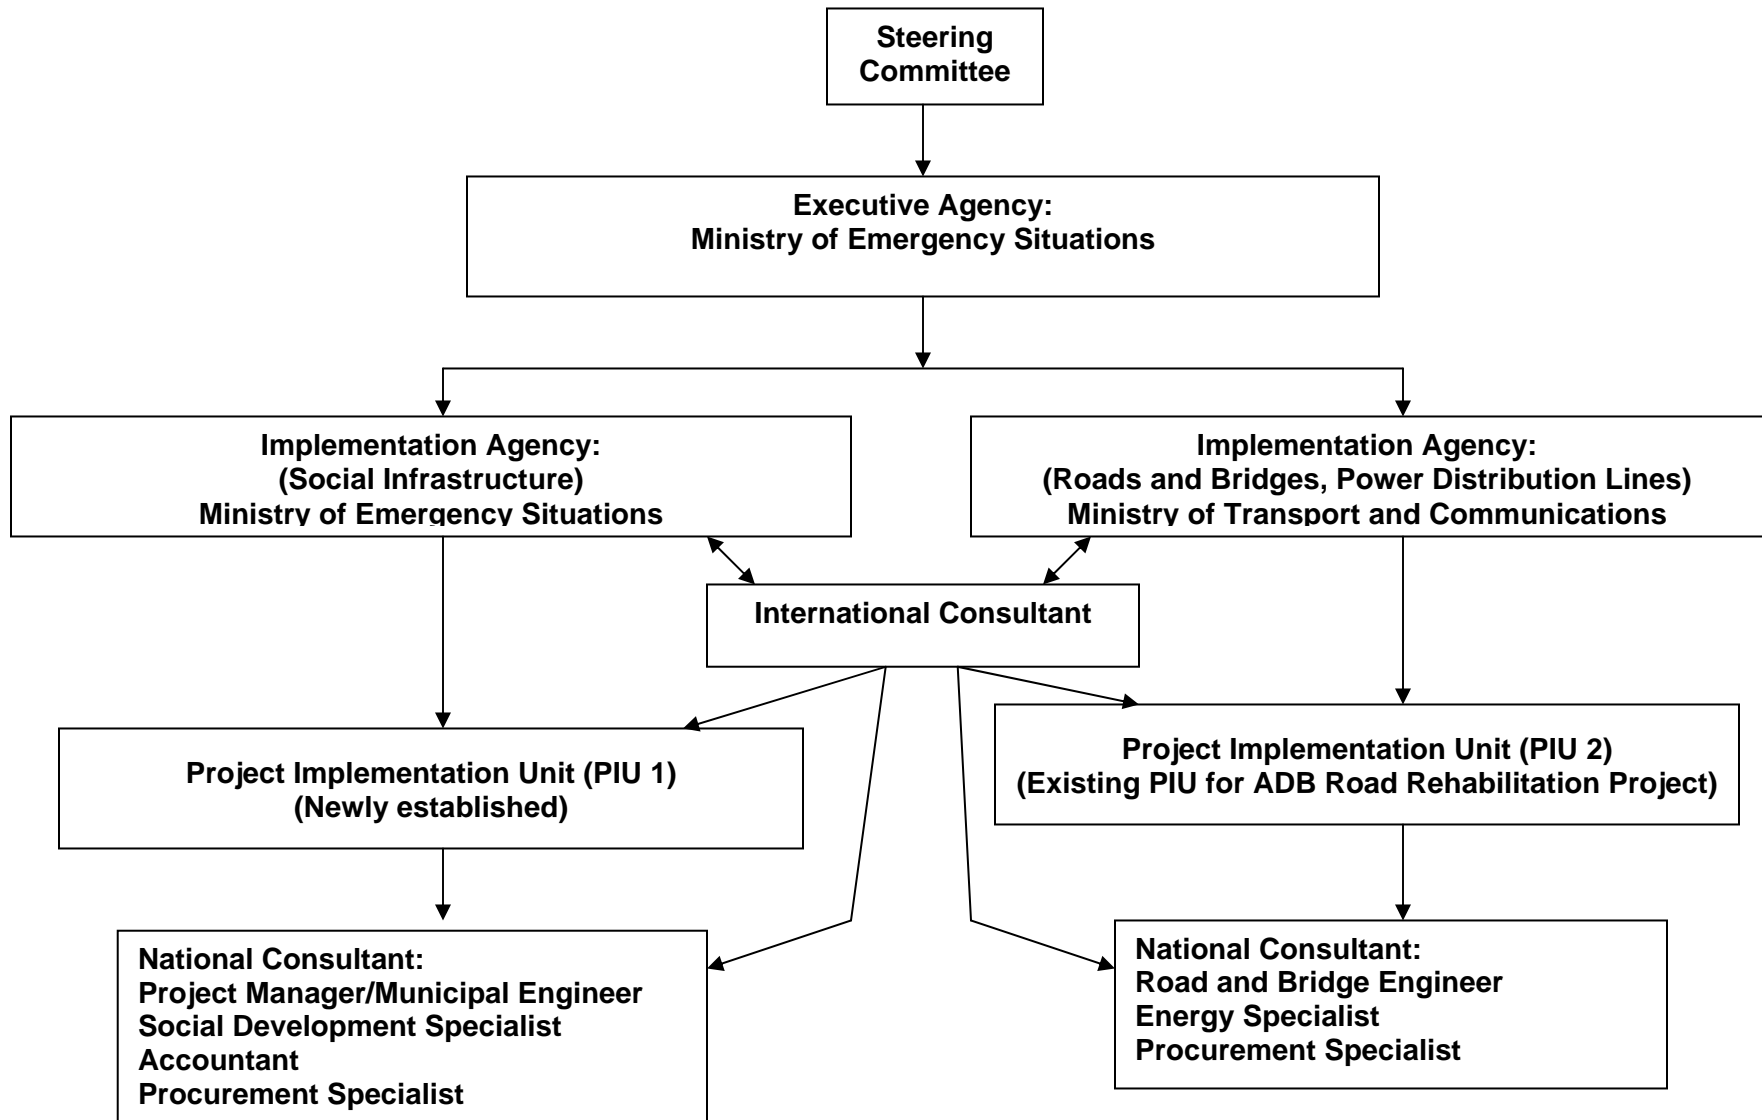 Steering
Committee
Executive Agency:
Ministry of Emergency Situations
Implementation Agency:
(Social Infrastructure)
Ministry of Emergency Situations
Implementation Agency:
(Roads and Bridges, Power Distribution Lines)
Ministry of Transport and Communications
International Consultant
Project Implementation Unit (PIU 1)
(Newly established)
Project Implementation Unit (PIU 2)
(Existing PIU for ADB Road Rehabilitation Project)
National Consultant:
Project Manager/Municipal Engineer
Social Development Specialist
Accountant
Procurement Specialist
National Consultant:
Road and Bridge Engineer
Energy Specialist
Procurement Specialist